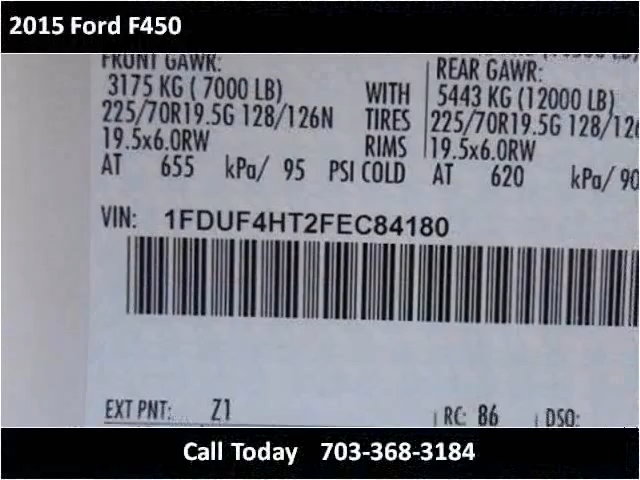 2015 Ford F450
FRONT GAWR:
REAR GAWR:
3175 KG ( 7000 LB)
WITH
5443 KG (12000 LB)
225/70R19.5G 128/126N
TIRES
225/70R19.5G 128/12
19.5x6.0RW
RIMS
19.5x6.0RW
AT 655 kPa/ 95 PSI COLD AT 620 kPa/ 90
VIN: 1FDUF4HT2FEC84180
EXT PNT: Z1
RC: 86
DSO:
Call Today 703-368-3184